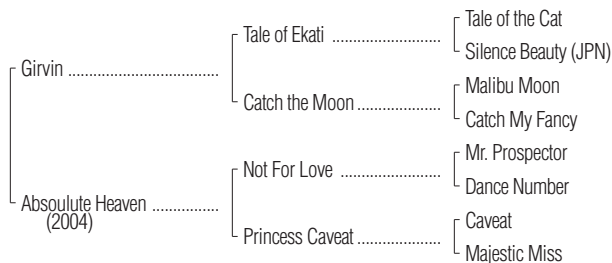 Tale of the Cat
Tale of Ekati ................................
Silence Beauty (JPN)
Girvin ............................................
Malibu Moon
Catch the Moon .........................
Catch My Fancy
Mr. Prospector
Not For Love ..............................
Dance Number
Absoulute Heaven ...................
(2004)
Caveat
Princess Caveat .........................
Majestic Miss